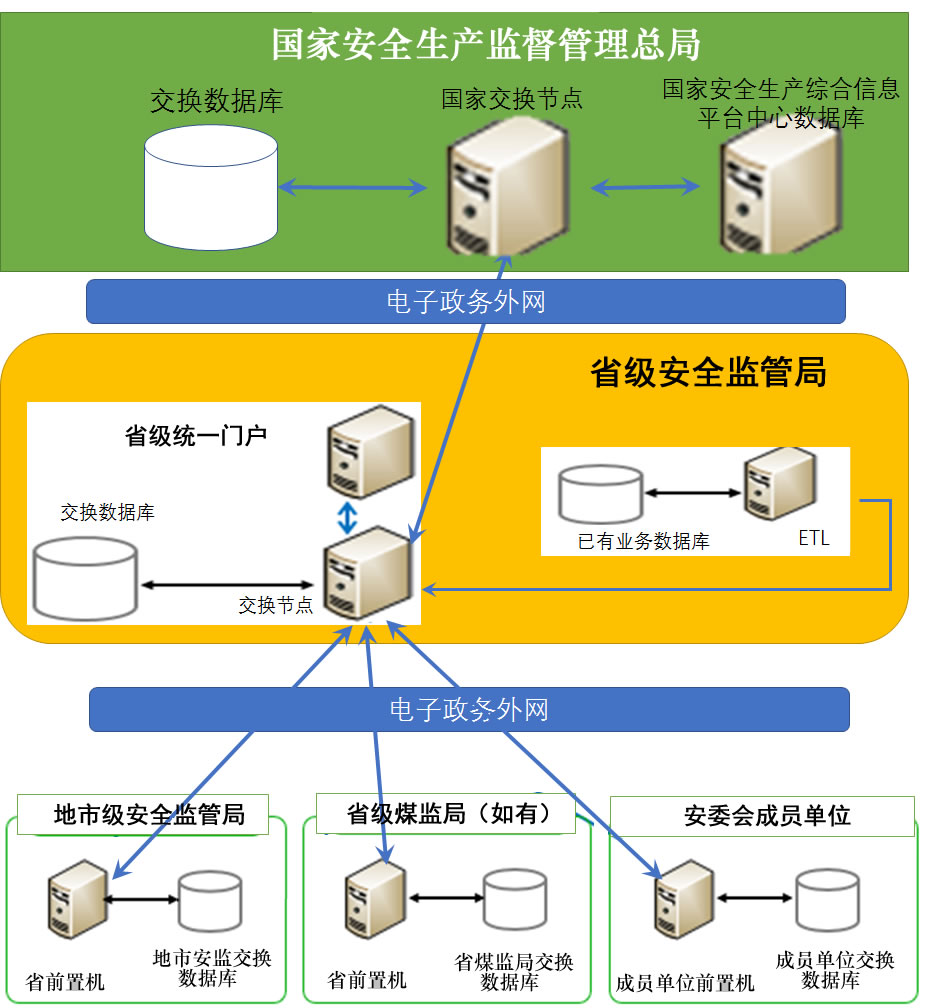 国家安全生产监督管理总局
交换数据库
国家交换节点
国家安全生产综合信息
平台中心数据库
电子政务外网
省级安全监管局
省级统一门户
交换数据库
交换节点
已有业务数据库
ETL
电子政务外网
地市级安全监管局
省前置机
地市安监交换
数据库
省级煤监局（如有）
省前置机
省煤监局交换
数据库
安委会成员单位
成员单位前置机
成员单位交换
数据库